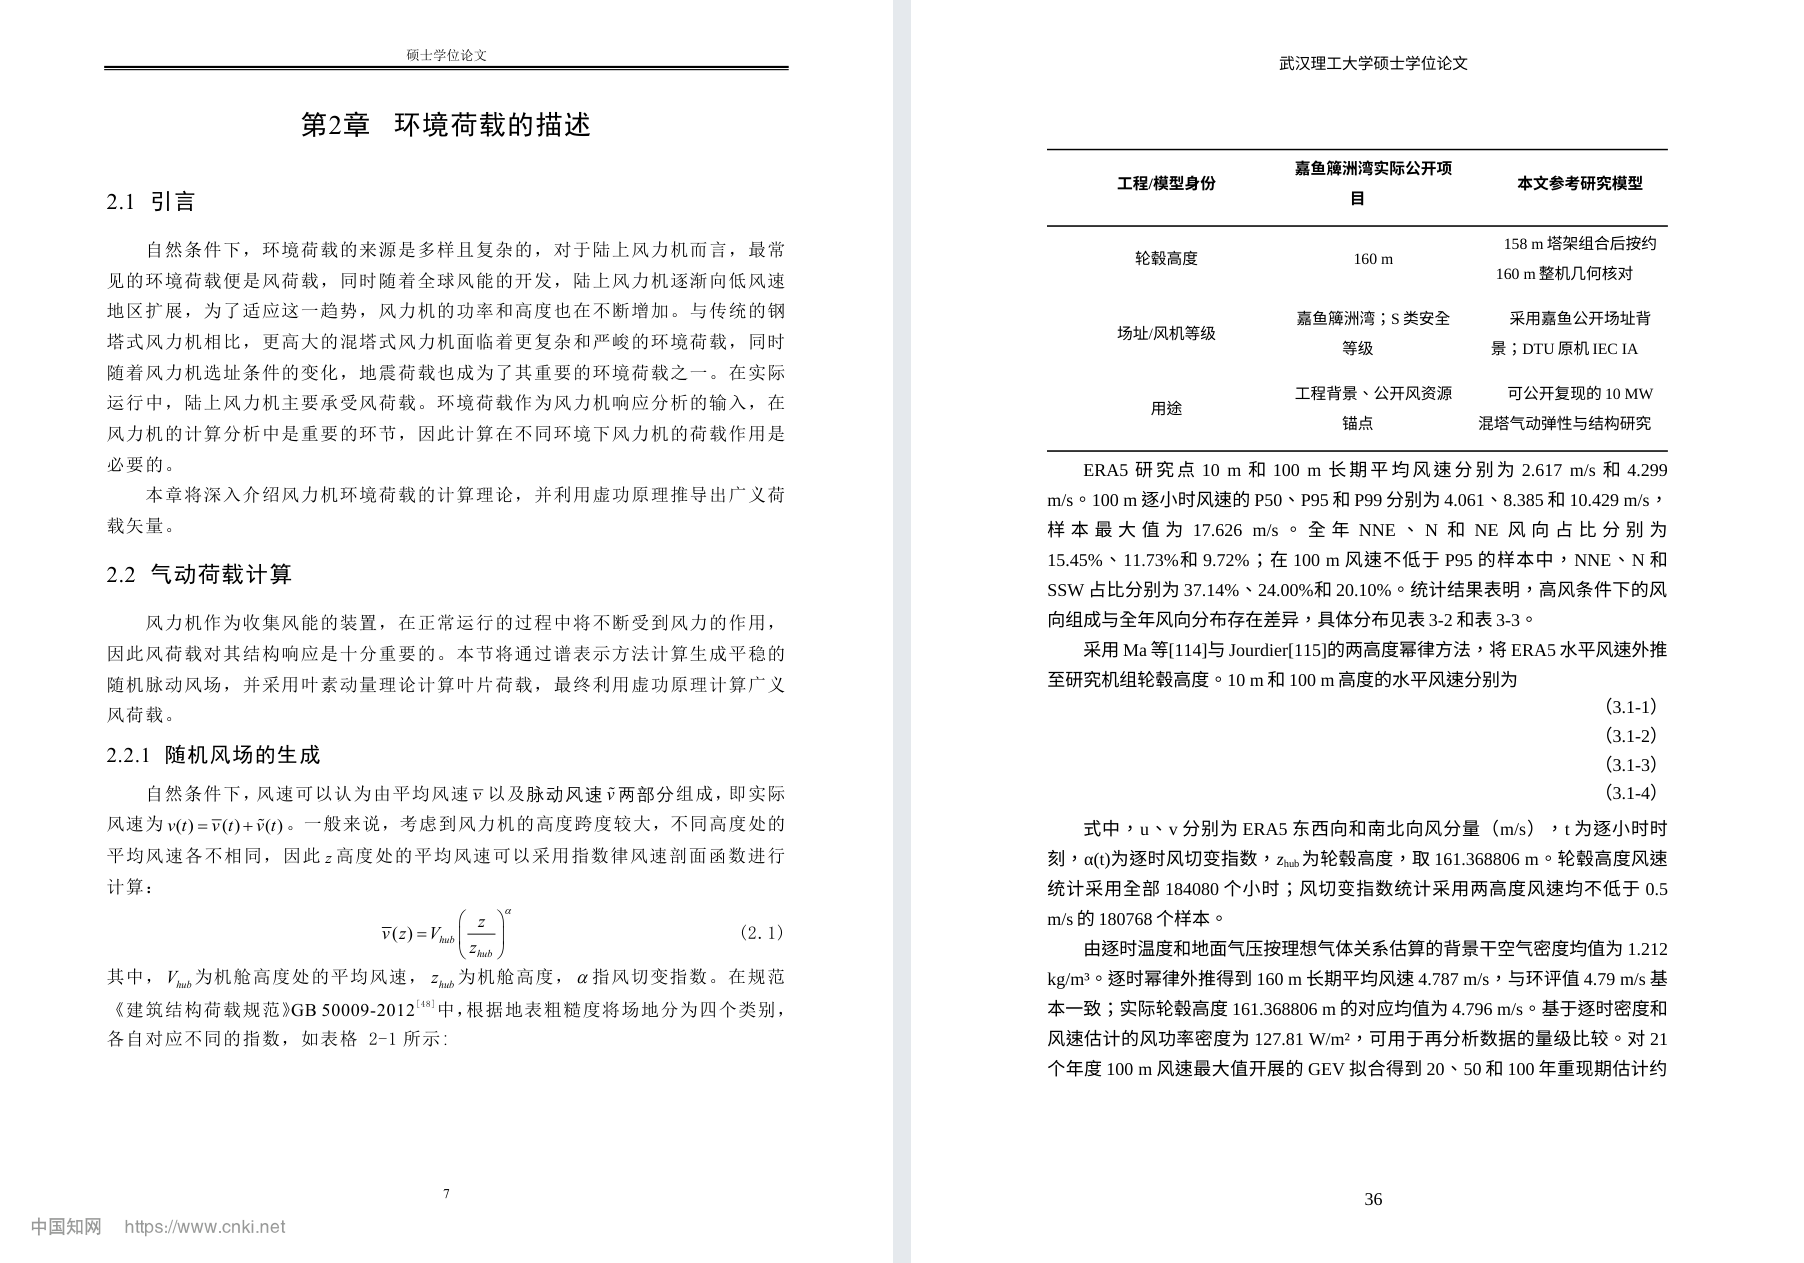 硕士学位论文
第2章 环境荷载的描述
2.1 引言
自然条件下，环境荷载的来源是多样且复杂的，对于陆上风力机而言，最常
见的环境荷载便是风荷载，同时随着全球风能的开发，陆上风力机逐渐向低风速
地区扩展，为了适应这一趋势，风力机的功率和高度也在不断增加。与传统的钢
塔式风力机相比，更高大的混塔式风力机面临着更复杂和严峻的环境荷载，同时
随着风力机选址条件的变化，地震荷载也成为了其重要的环境荷载之一。在实际
运行中，陆上风力机主要承受风荷载。环境荷载作为风力机响应分析的输入，在
风力机的计算分析中是重要的环节，因此计算在不同环境下风力机的荷载作用是
必要的。
本章将深入介绍风力机环境荷载的计算理论，并利用虚功原理推导出广义荷
载矢量。
2.2 气动荷载计算
风力机作为收集风能的装置，在正常运行的过程中将不断受到风力的作用，
因此风荷载对其结构响应是十分重要的。本节将通过谱表示方法计算生成平稳的
随机脉动风场，并采用叶素动量理论计算叶片荷载，最终利用虚功原理计算广义
风荷载。
2.2.1 随机风场的生成
自然条件下，风速可以认为由平均风速 v̅ 以及脉动风速 ṽ 两部分组成，即实际
风速为 v(t) = v̅(t) + ṽ(t)。一般来说，考虑到风力机的高度跨度较大，不同高度处的
平均风速各不相同，因此 z 高度处的平均风速可以采用指数律风速剖面函数进行
计算：
v̅(z) = V_hub (z / z_hub)^α (2.1)
其中，V_hub 为机舱高度处的平均风速，z_hub 为机舱高度，α 指风切变指数。在规范
《建筑结构荷载规范》GB 50009-2012[48]中，根据地表粗糙度将场地分为四个类别，
各自对应不同的指数，如表格 2-1 所示：
7
中国知网 https://www.cnki.net
武汉理工大学硕士学位论文
工程/模型身份 嘉鱼簰洲湾实际公开项目 本文参考研究模型
轮毂高度 160 m 158 m 塔架组合后按约 160 m 整机几何核对
场址/风机等级 嘉鱼簰洲湾；S 类安全等级 采用嘉鱼公开场址背景；DTU 原机 IEC IA
用途 工程背景、公开风资源锚点 可公开复现的 10 MW 混塔气动弹性与结构研究
ERA5 研究点 10 m 和 100 m 长期平均风速分别为 2.617 m/s 和 4.299
m/s。100 m 逐小时风速的 P50、P95 和 P99 分别为 4.061、8.385 和 10.429 m/s，
样本最大值为 17.626 m/s。全年 NNE、N 和 NE 风向占比分别为
15.45%、11.73%和 9.72%；在 100 m 风速不低于 P95 的样本中，NNE、N 和
SSW 占比分别为 37.14%、24.00%和 20.10%。统计结果表明，高风条件下的风
向组成与全年风向分布存在差异，具体分布见表 3-2 和表 3-3。
采用 Ma 等[114]与 Jourdier[115]的两高度幂律方法，将 ERA5 水平风速外推
至研究机组轮毂高度。10 m 和 100 m 高度的水平风速分别为
（3.1-1）
（3.1-2）
（3.1-3）
（3.1-4）
式中，u、v 分别为 ERA5 东西向和南北向风分量（m/s），t 为逐小时时
刻，α(t)为逐时风切变指数，z_hub 为轮毂高度，取 161.368806 m。轮毂高度风速
统计采用全部 184080 个小时；风切变指数统计采用两高度风速均不低于 0.5
m/s 的 180768 个样本。
由逐时温度和地面气压按理想气体关系估算的背景干空气密度均值为 1.212
kg/m³。逐时幂律外推得到 160 m 长期平均风速 4.787 m/s，与环评值 4.79 m/s 基
本一致；实际轮毂高度 161.368806 m 的对应均值为 4.796 m/s。基于逐时密度和
风速估计的风功率密度为 127.81 W/m²，可用于再分析数据的量级比较。对 21
个年度 100 m 风速最大值开展的 GEV 拟合得到 20、50 和 100 年重现期估计约
36